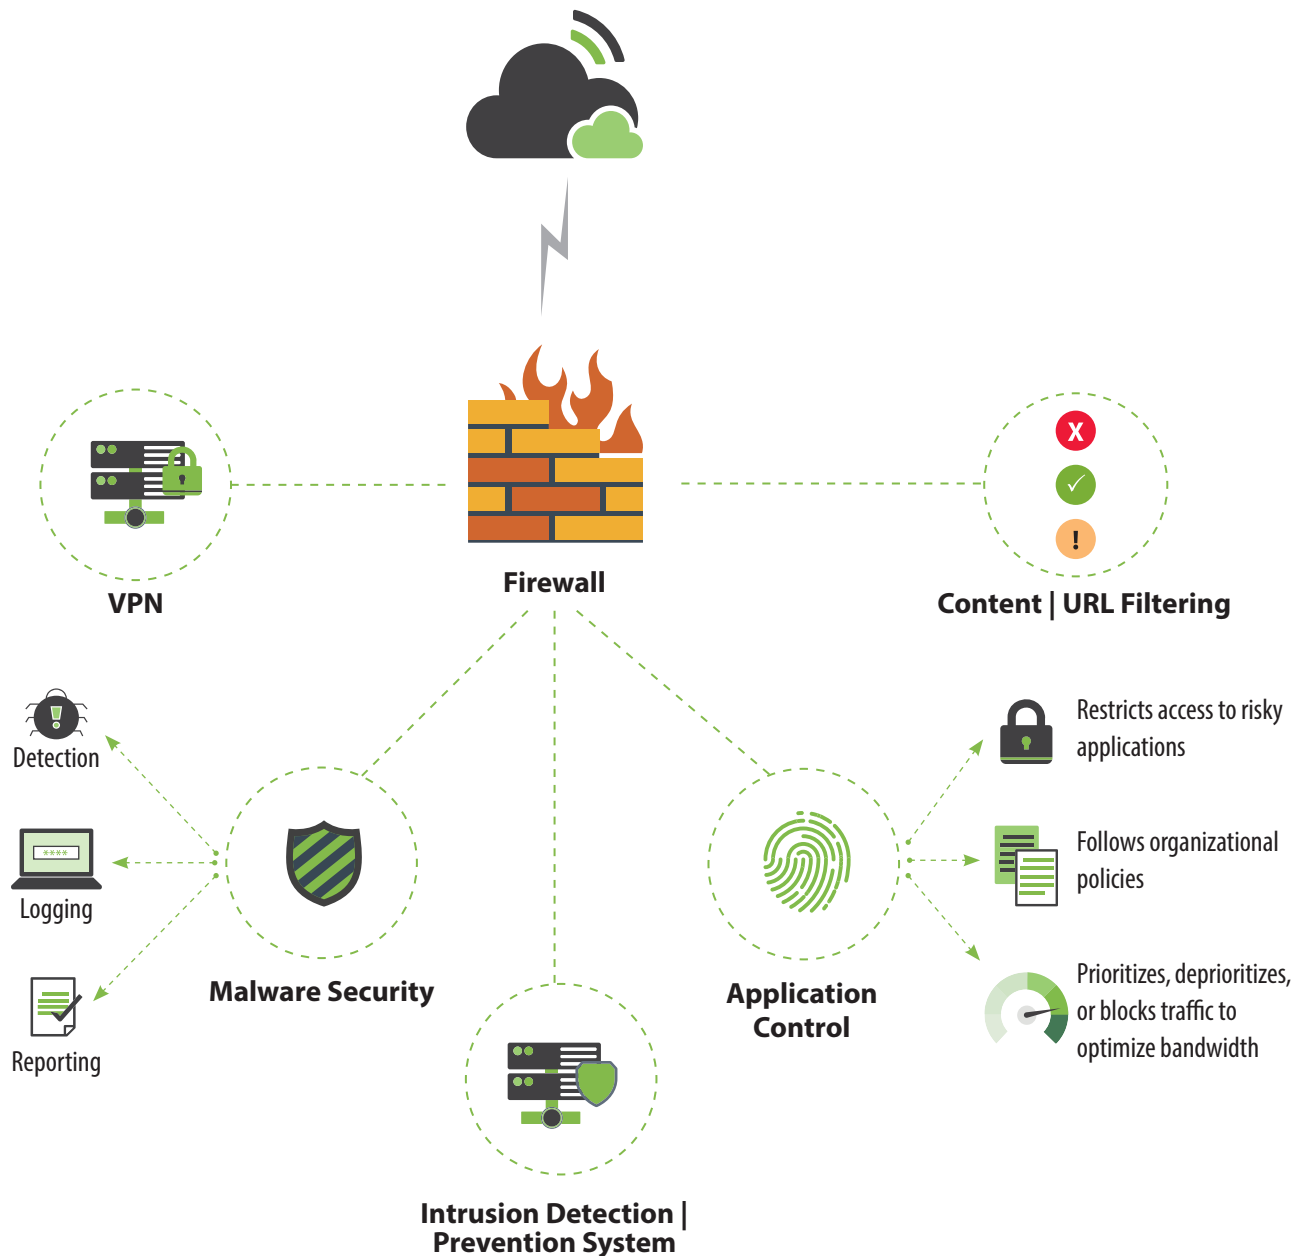 Firewall
VPN
X
✓
!
Content | URL Filtering
!
Detection
****
Logging
Reporting
Malware Security
Intrusion Detection |
Prevention System
Application
Control
Restricts access to risky
applications
Follows organizational
policies
Prioritizes, deprioritizes,
or blocks traffic to
optimize bandwidth